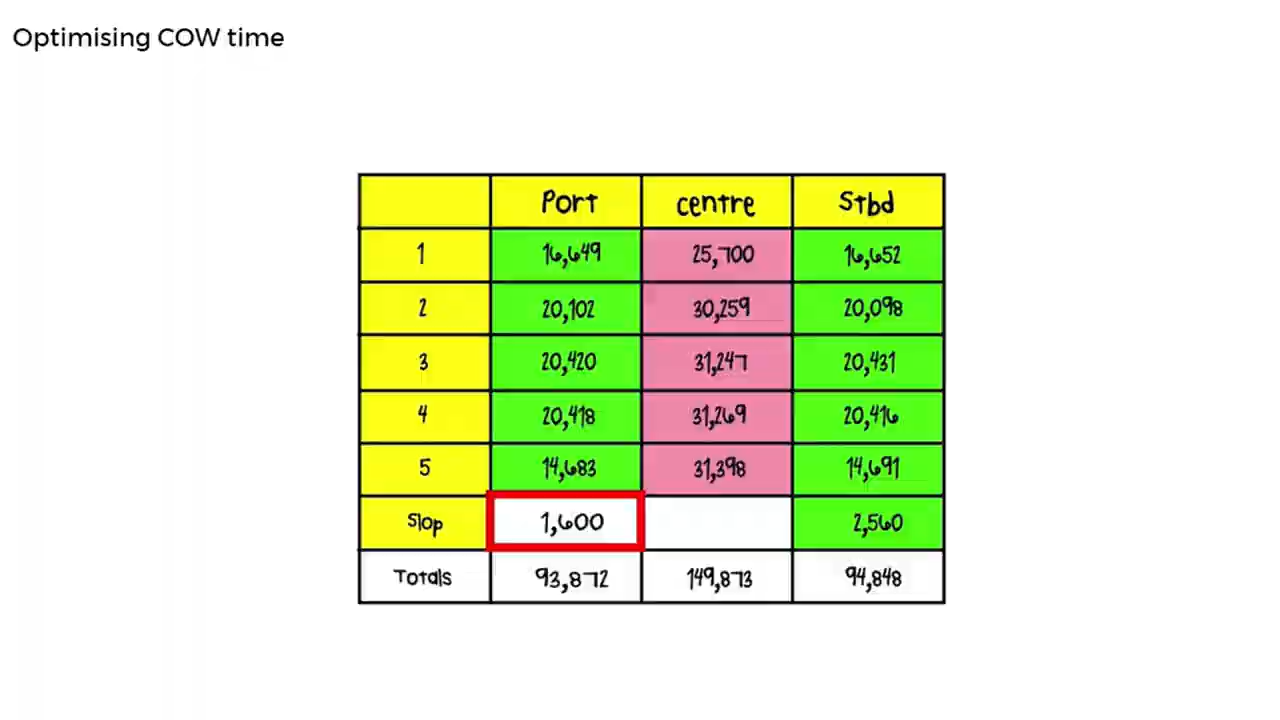 Optimising COW time
Port centre Stbd
1 16,649 25,700 16,652
2 20,102 30,259 20,098
3 20,420 31,247 20,431
4 20,418 31,269 20,416
5 14,683 31,398 14,691
Slop 1,600 2,560
Totals 93,872 149,873 94,848